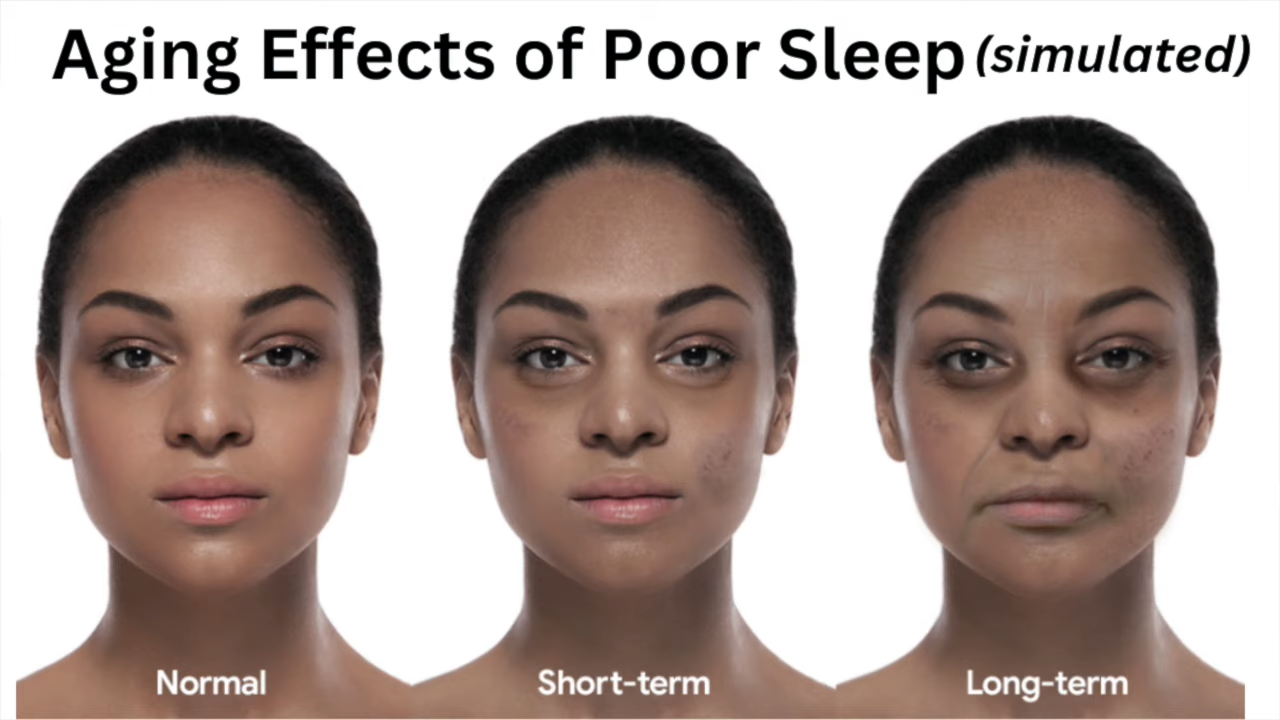 Aging Effects of Poor Sleep (simulated)
Normal
Short-term
Long-term